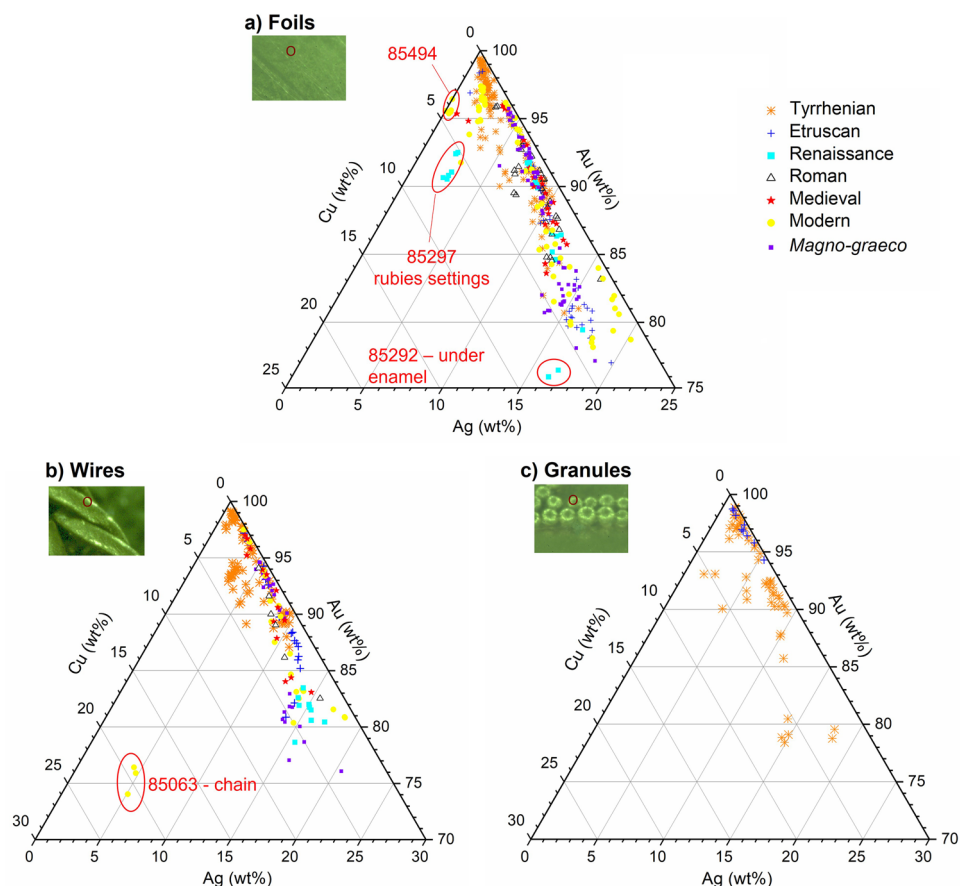 a) Foils
0
100
85494
5
95
10
90
15
85
20
80
25
75
Cu (wt%)
Au (wt%)
85297
rubies settings
85292 – under
enamel
0
5
10
15
20
25
Ag (wt%)
Tyrrhenian
Etruscan
Renaissance
Roman
Medieval
Modern
Magno-graeco
b) Wires
0
100
5
95
10
90
15
85
20
80
25
75
30
70
Cu (wt%)
Au (wt%)
85063 - chain
0
5
10
15
20
25
30
Ag (wt%)
c) Granules
0
100
5
95
10
90
15
85
20
80
25
75
30
70
Cu (wt%)
Au (wt%)
0
5
10
15
20
25
30
Ag (wt%)